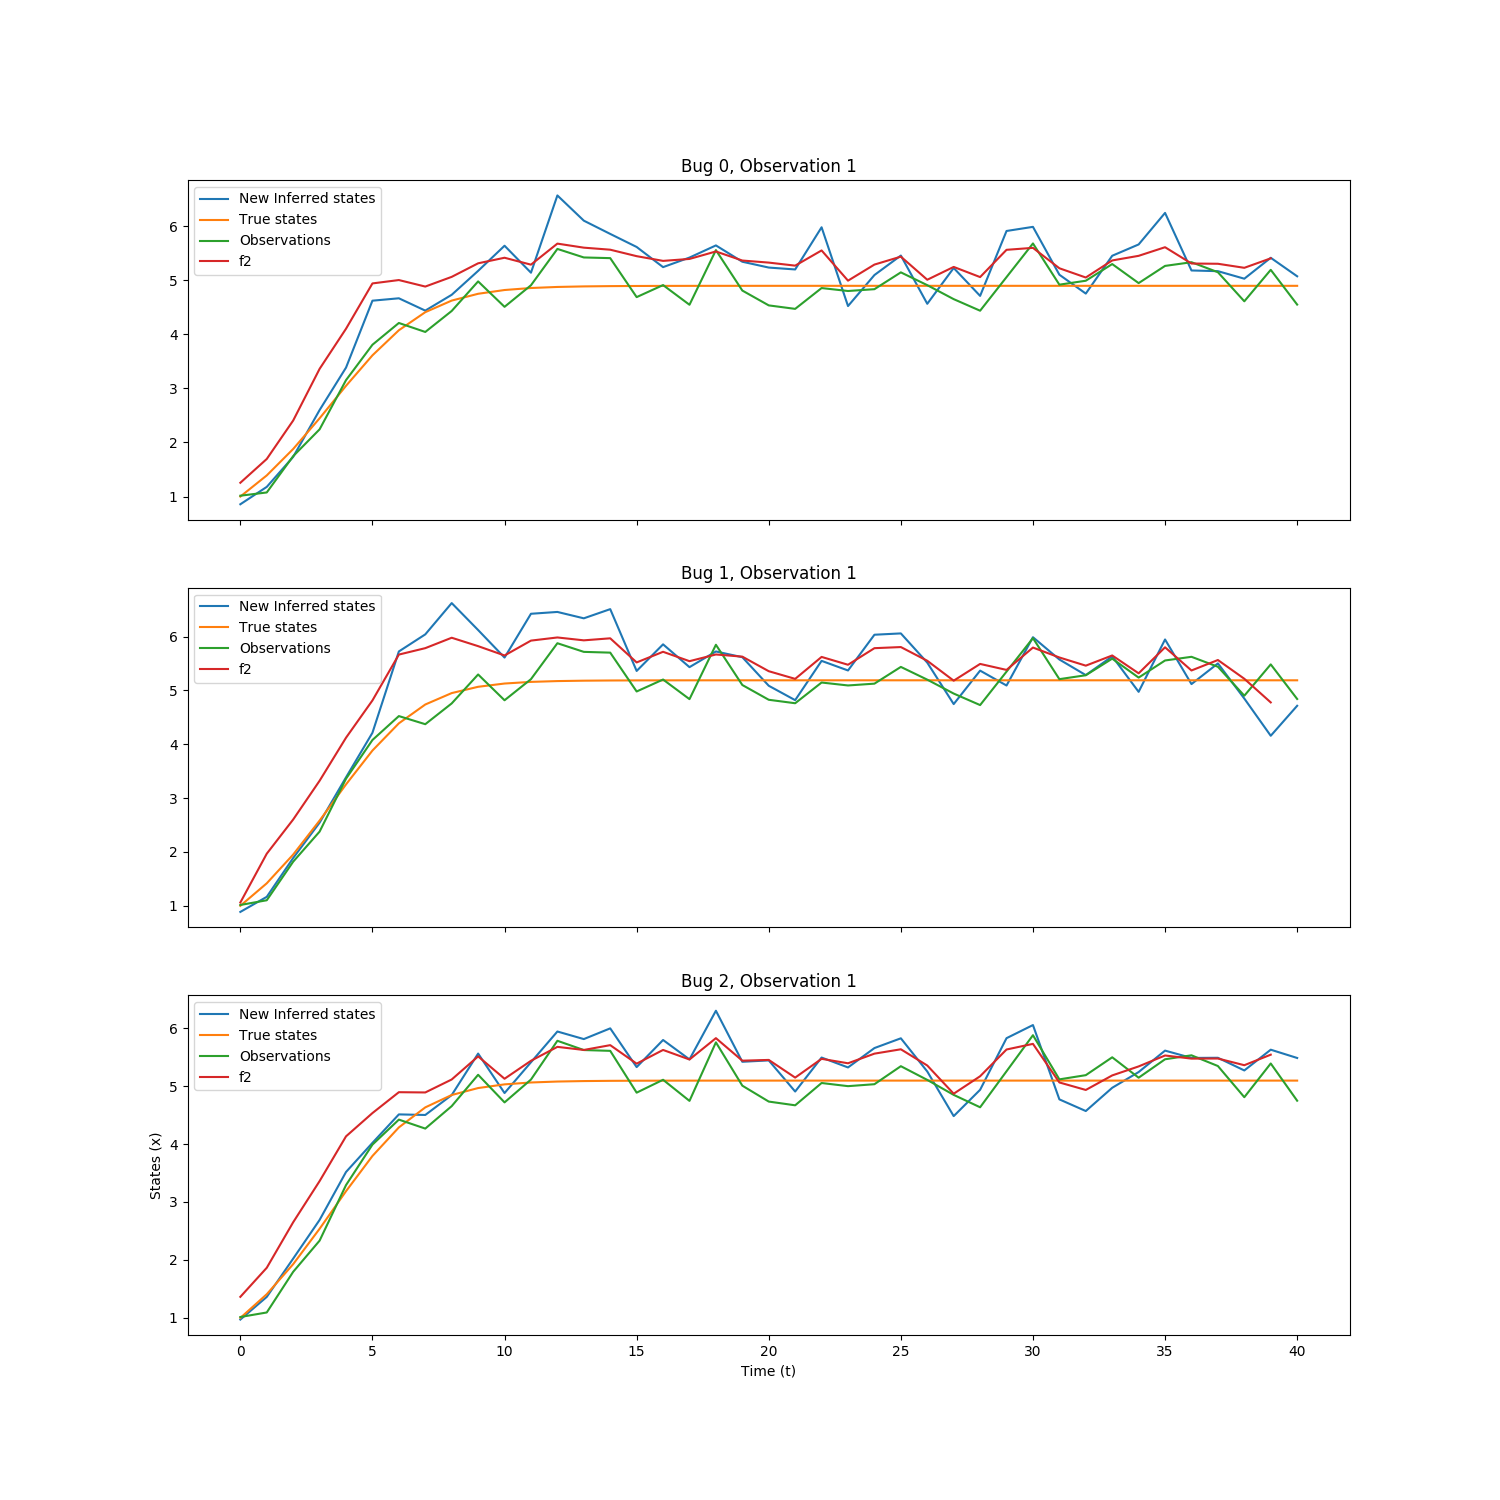 Bug 0, Observation 1
New Inferred states
True states
Observations
f2
6
5
4
3
2
1
Bug 1, Observation 1
New Inferred states
True states
Observations
f2
6
5
4
3
2
1
Bug 2, Observation 1
New Inferred states
True states
Observations
f2
6
5
4
3
2
1
States (x)
0 5 10 15 20 25 30 35 40
Time (t)